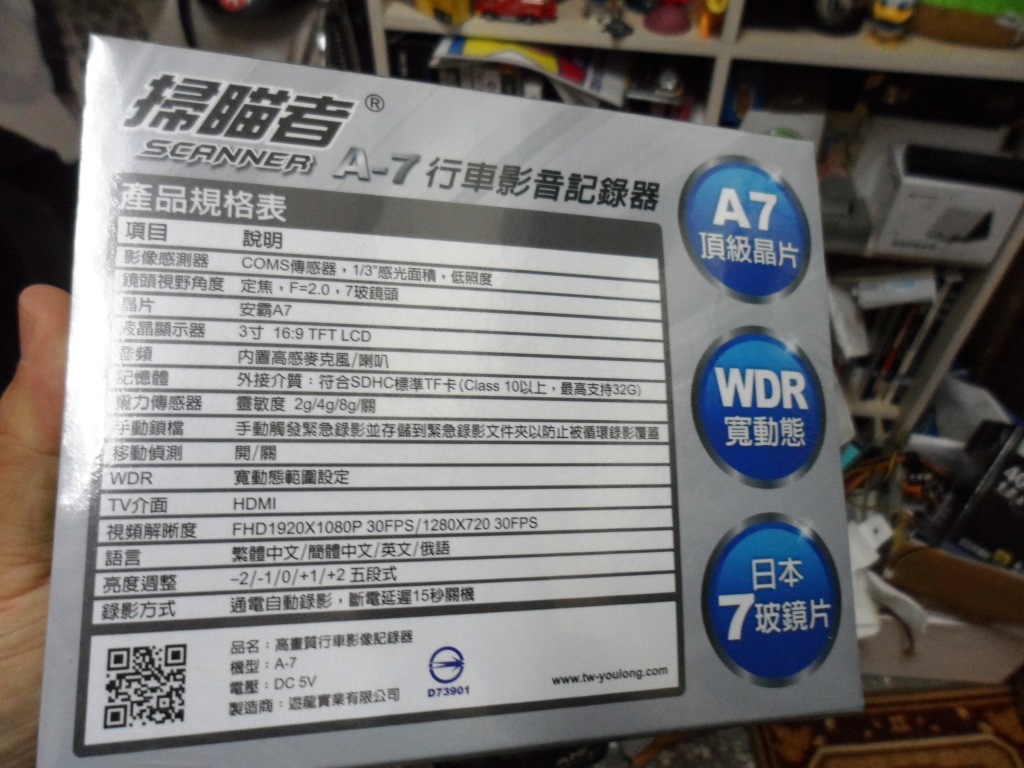 掃瞄者®
SCANNER A-7 行車影音記錄器
產品規格表
項目 說明
影像感測器 COMS傳感器，1/3"感光面積，低照度
鏡頭視野角度 定焦，F=2.0，7玻鏡頭
晶片 安霸A7
液晶顯示器 3寸 16:9 TFT LCD
音頻 內置高感麥克風/喇叭
記憶體 外接介質：符合SDHC標準TF卡(Class 10以上，最高支持32G)
重力傳感器 靈敏度 2g/4g/8g/關
手動鎖檔 手動觸發緊急錄影並存儲到緊急錄影文件夾以防止被循環錄影覆蓋
移動偵測 開/關
WDR 寬動態範圍設定
TV介面 HDMI
視頻解晰度 FHD1920X1080P 30FPS/1280X720 30FPS
語言 繁體中文/簡體中文/英文/俄語
亮度調整 –2/-1/0/+1/+2 五段式
錄影方式 通電自動錄影，斷電延遲15秒關機
品名：高畫質行車影像記錄器
機型：A-7
電壓：DC 5V
製造商：遊龍實業有限公司
D73901
www.tw-youlong.com
A7
頂級晶片
WDR
寬動態
日本
7玻鏡片